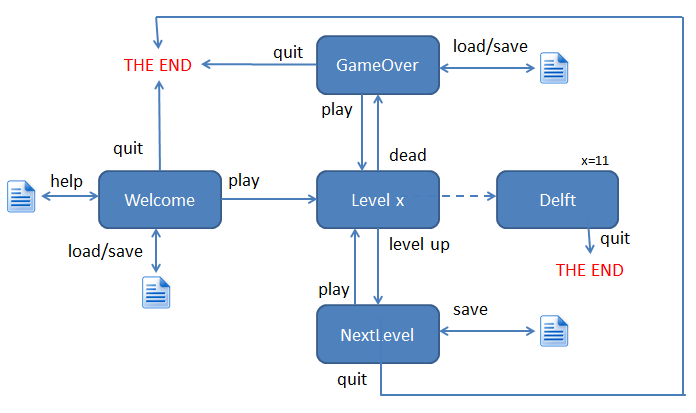 quit
load/save
THE END
GameOver
play
quit
dead
x=11
help
play
Welcome
Level x
Delft
quit
level up
load/save
THE END
play
save
NextLevel
quit